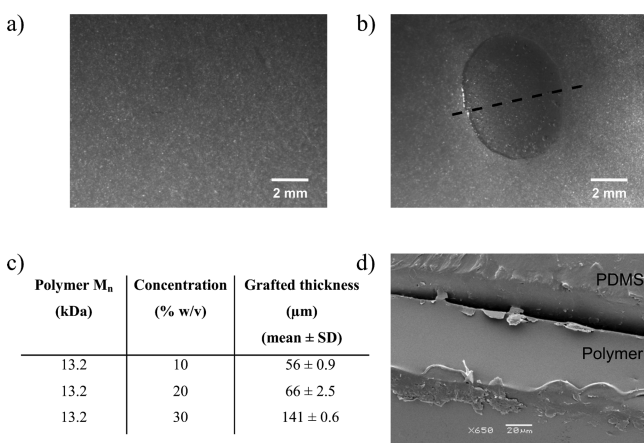 a)
b)
2 mm
2 mm
c)
d)
Polymer Mn Concentration Grafted thickness
(kDa) (% w/v) (µm)
(mean ± SD)
13.2 10 56 ± 0.9
13.2 20 66 ± 2.5
13.2 30 141 ± 0.6
PDMS
Polymer
X650 20µm